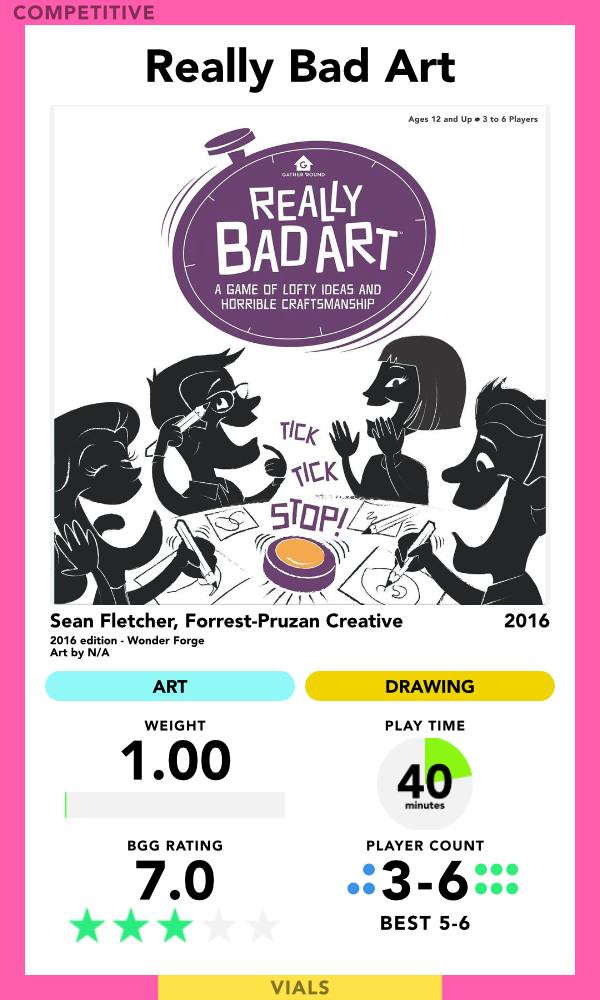 COMPETITIVE
Really Bad Art
Ages 12 and Up • 3 to 6 Players
G
GATHER 'ROUND
REALLY
BAD ART™
A GAME OF LOFTY IDEAS AND
HORRIBLE CRAFTSMANSHIP
TICK
TICK
STOP!
Sean Fletcher, Forrest-Pruzan Creative 2016
2016 edition - Wonder Forge
Art by N/A
ART DRAWING
WEIGHT PLAY TIME
1.00 40
minutes
BGG RATING PLAYER COUNT
7.0 3-6
BEST 5-6
VIALS